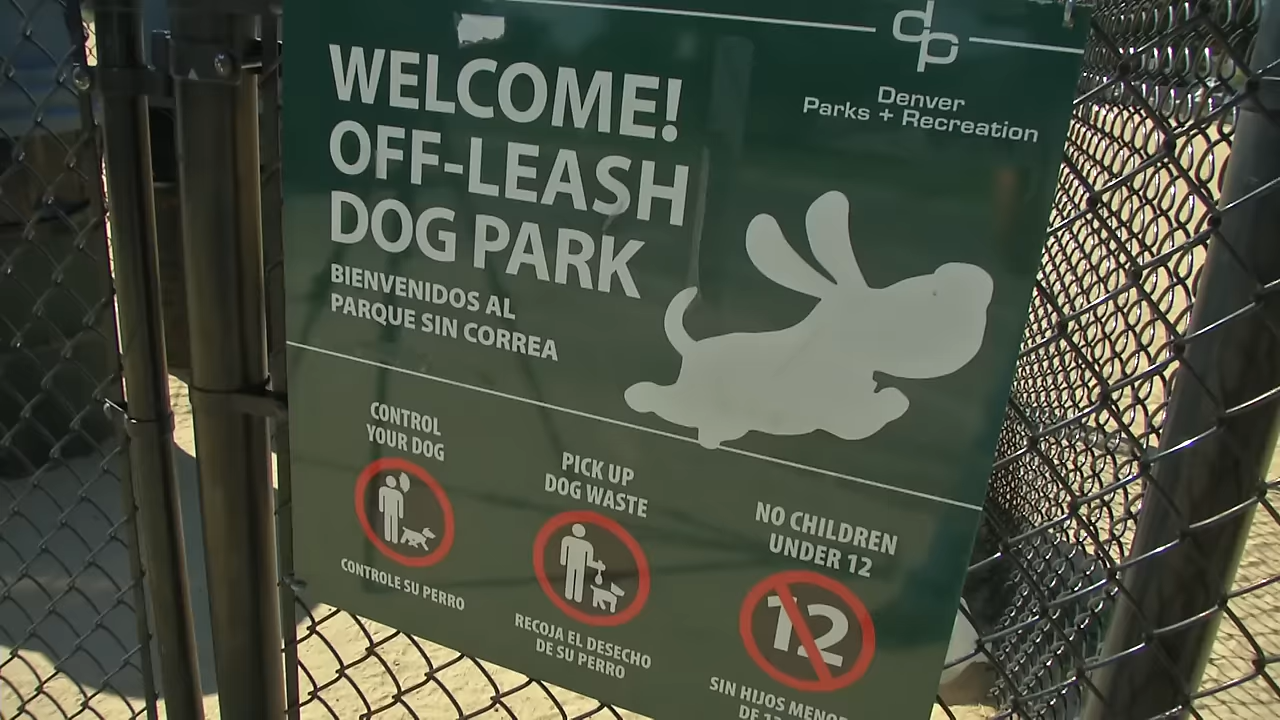 dp
Denver
Parks + Recreation
WELCOME!
OFF-LEASH
DOG PARK
BIENVENIDOS AL
PARQUE SIN CORREA
CONTROL
YOUR DOG
CONTROLE SU PERRO
PICK UP
DOG WASTE
RECOJA EL DESECHO
DE SU PERRO
NO CHILDREN
UNDER 12
12
SIN HIJOS
DE